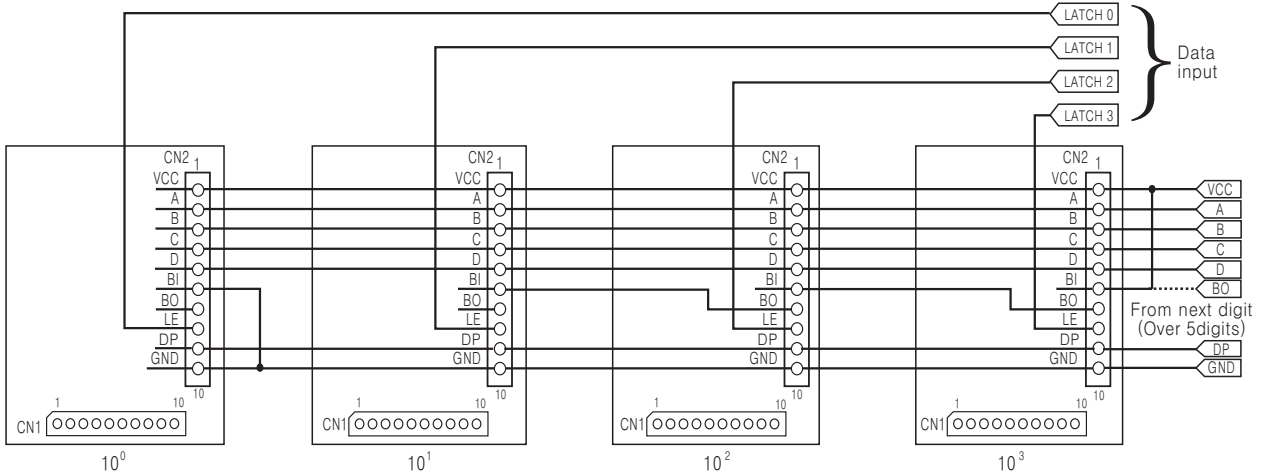 LATCH 0
LATCH 1
LATCH 2
LATCH 3
Data
input
CN2 1
VCC
A
B
C
D
BI
BO
LE
DP
GND
10
1 10
CN1
10⁰
CN2 1
VCC
A
B
C
D
BI
BO
LE
DP
GND
10
1 10
CN1
10¹
CN2 1
VCC
A
B
C
D
BI
BO
LE
DP
GND
10
1 10
CN1
10²
CN2 1
VCC
A
B
C
D
BI
BO
LE
DP
GND
10
1 10
CN1
10³
VCC
A
B
C
D
BO
From next digit
(Over 5digits)
DP
GND